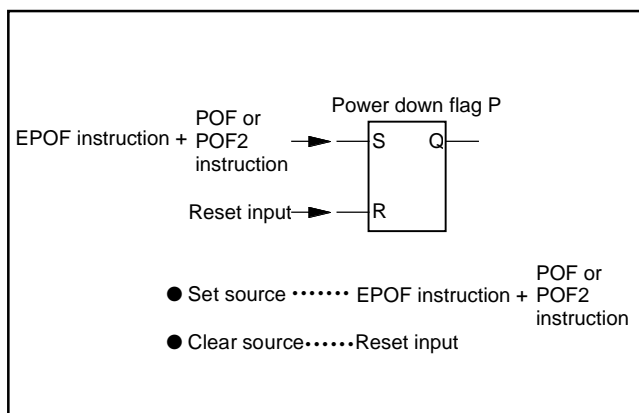 Power down flag P
EPOF instruction + POF or POF2 instruction
S Q
Reset input
R
● Set source ······· EPOF instruction + POF or POF2 instruction
● Clear source ······ Reset input